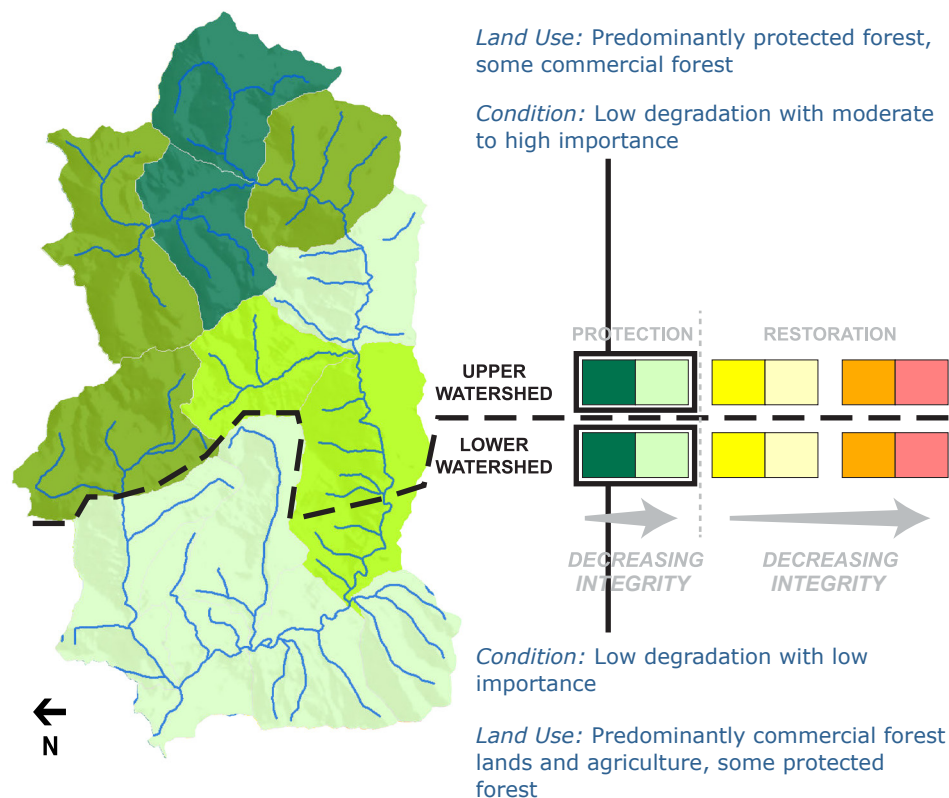 Land Use: Predominantly protected forest,
some commercial forest
Condition: Low degradation with moderate
to high importance
PROTECTION
RESTORATION
UPPER
WATERSHED
LOWER
WATERSHED
DECREASING
INTEGRITY
DECREASING
INTEGRITY
Condition: Low degradation with low
importance
N
Land Use: Predominantly commercial forest
lands and agriculture, some protected
forest